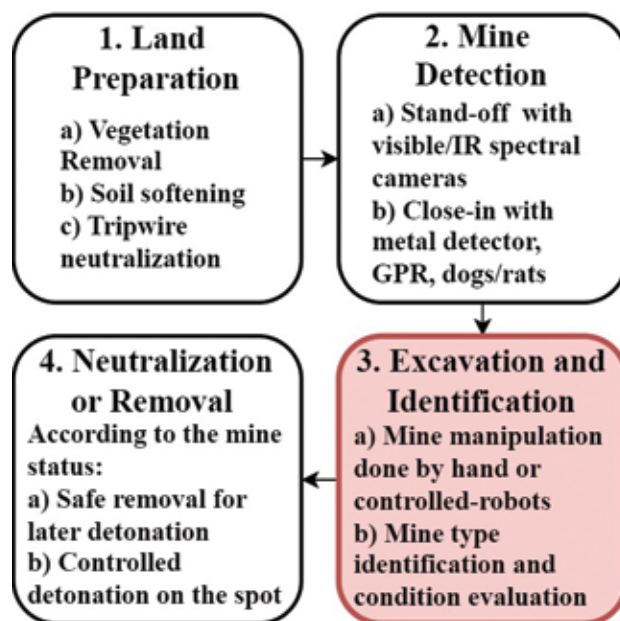 1. Land
Preparation
a) Vegetation
Removal
b) Soil softening
c) Tripwire
neutralization
2. Mine
Detection
a) Stand-off with
visible/IR spectral
cameras
b) Close-in with
metal detector,
GPR, dogs/rats
3. Excavation and
Identification
a) Mine manipulation
done by hand or
controlled-robots
b) Mine type
identification and
condition evaluation
4. Neutralization
or Removal
According to the mine
status:
a) Safe removal for
later detonation
b) Controlled
detonation on the spot